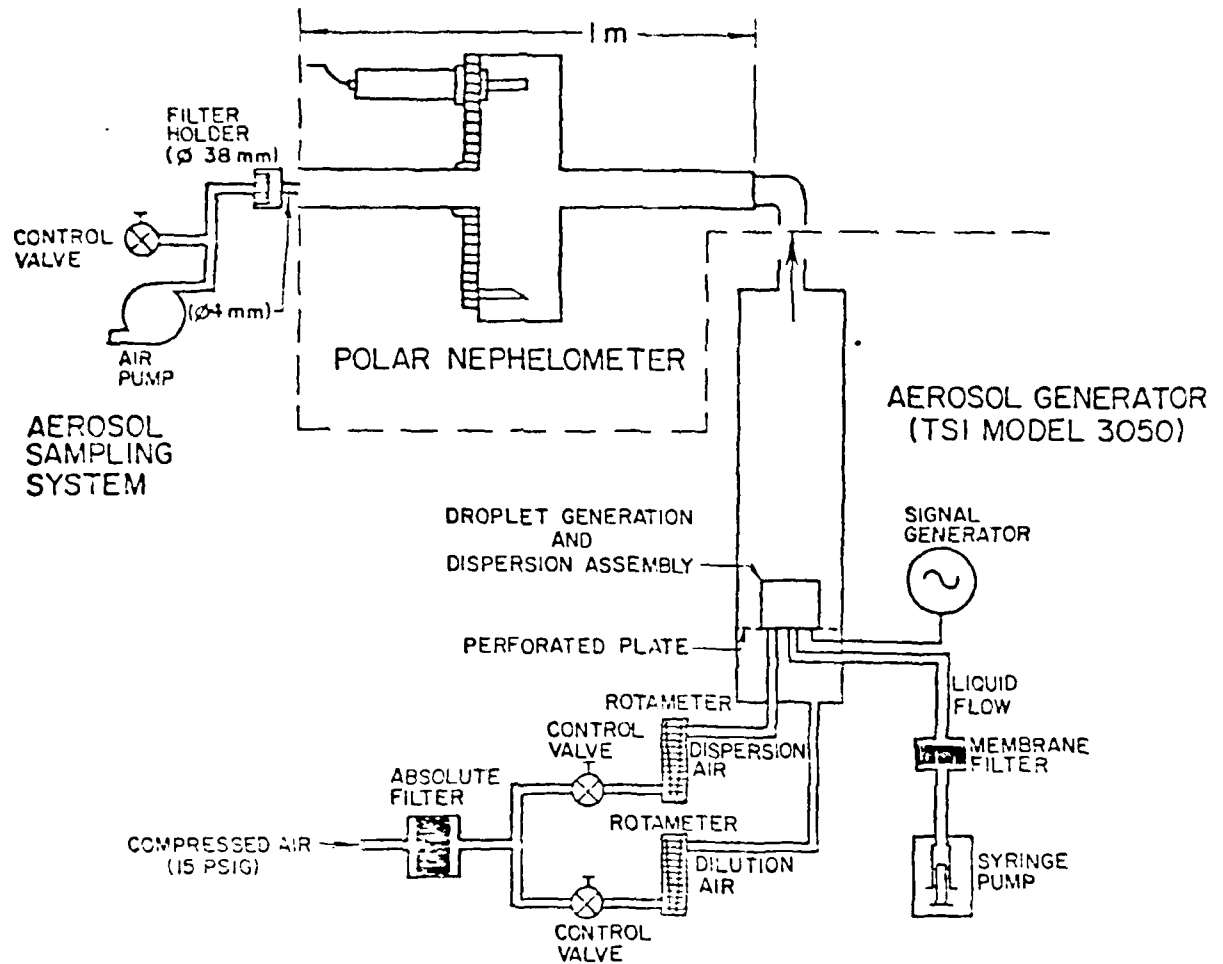 1m
FILTER
HOLDER
(Ø 38 mm)
CONTROL
VALVE
(Ø4 mm)
AIR
PUMP
POLAR NEPHELOMETER
AEROSOL
SAMPLING
SYSTEM
AEROSOL GENERATOR
(TSI MODEL 3050)
DROPLET GENERATION
AND
DISPERSION ASSEMBLY
SIGNAL
GENERATOR
PERFORATED PLATE
LIQUID
FLOW
ROTAMETER
CONTROL
VALVE
DISPERSION
AIR
MEMBRANE
FILTER
ABSOLUTE
FILTER
COMPRESSED AIR
(15 PSIG)
ROTAMETER
DILUTION
AIR
SYRINGE
PUMP
CONTROL
VALVE